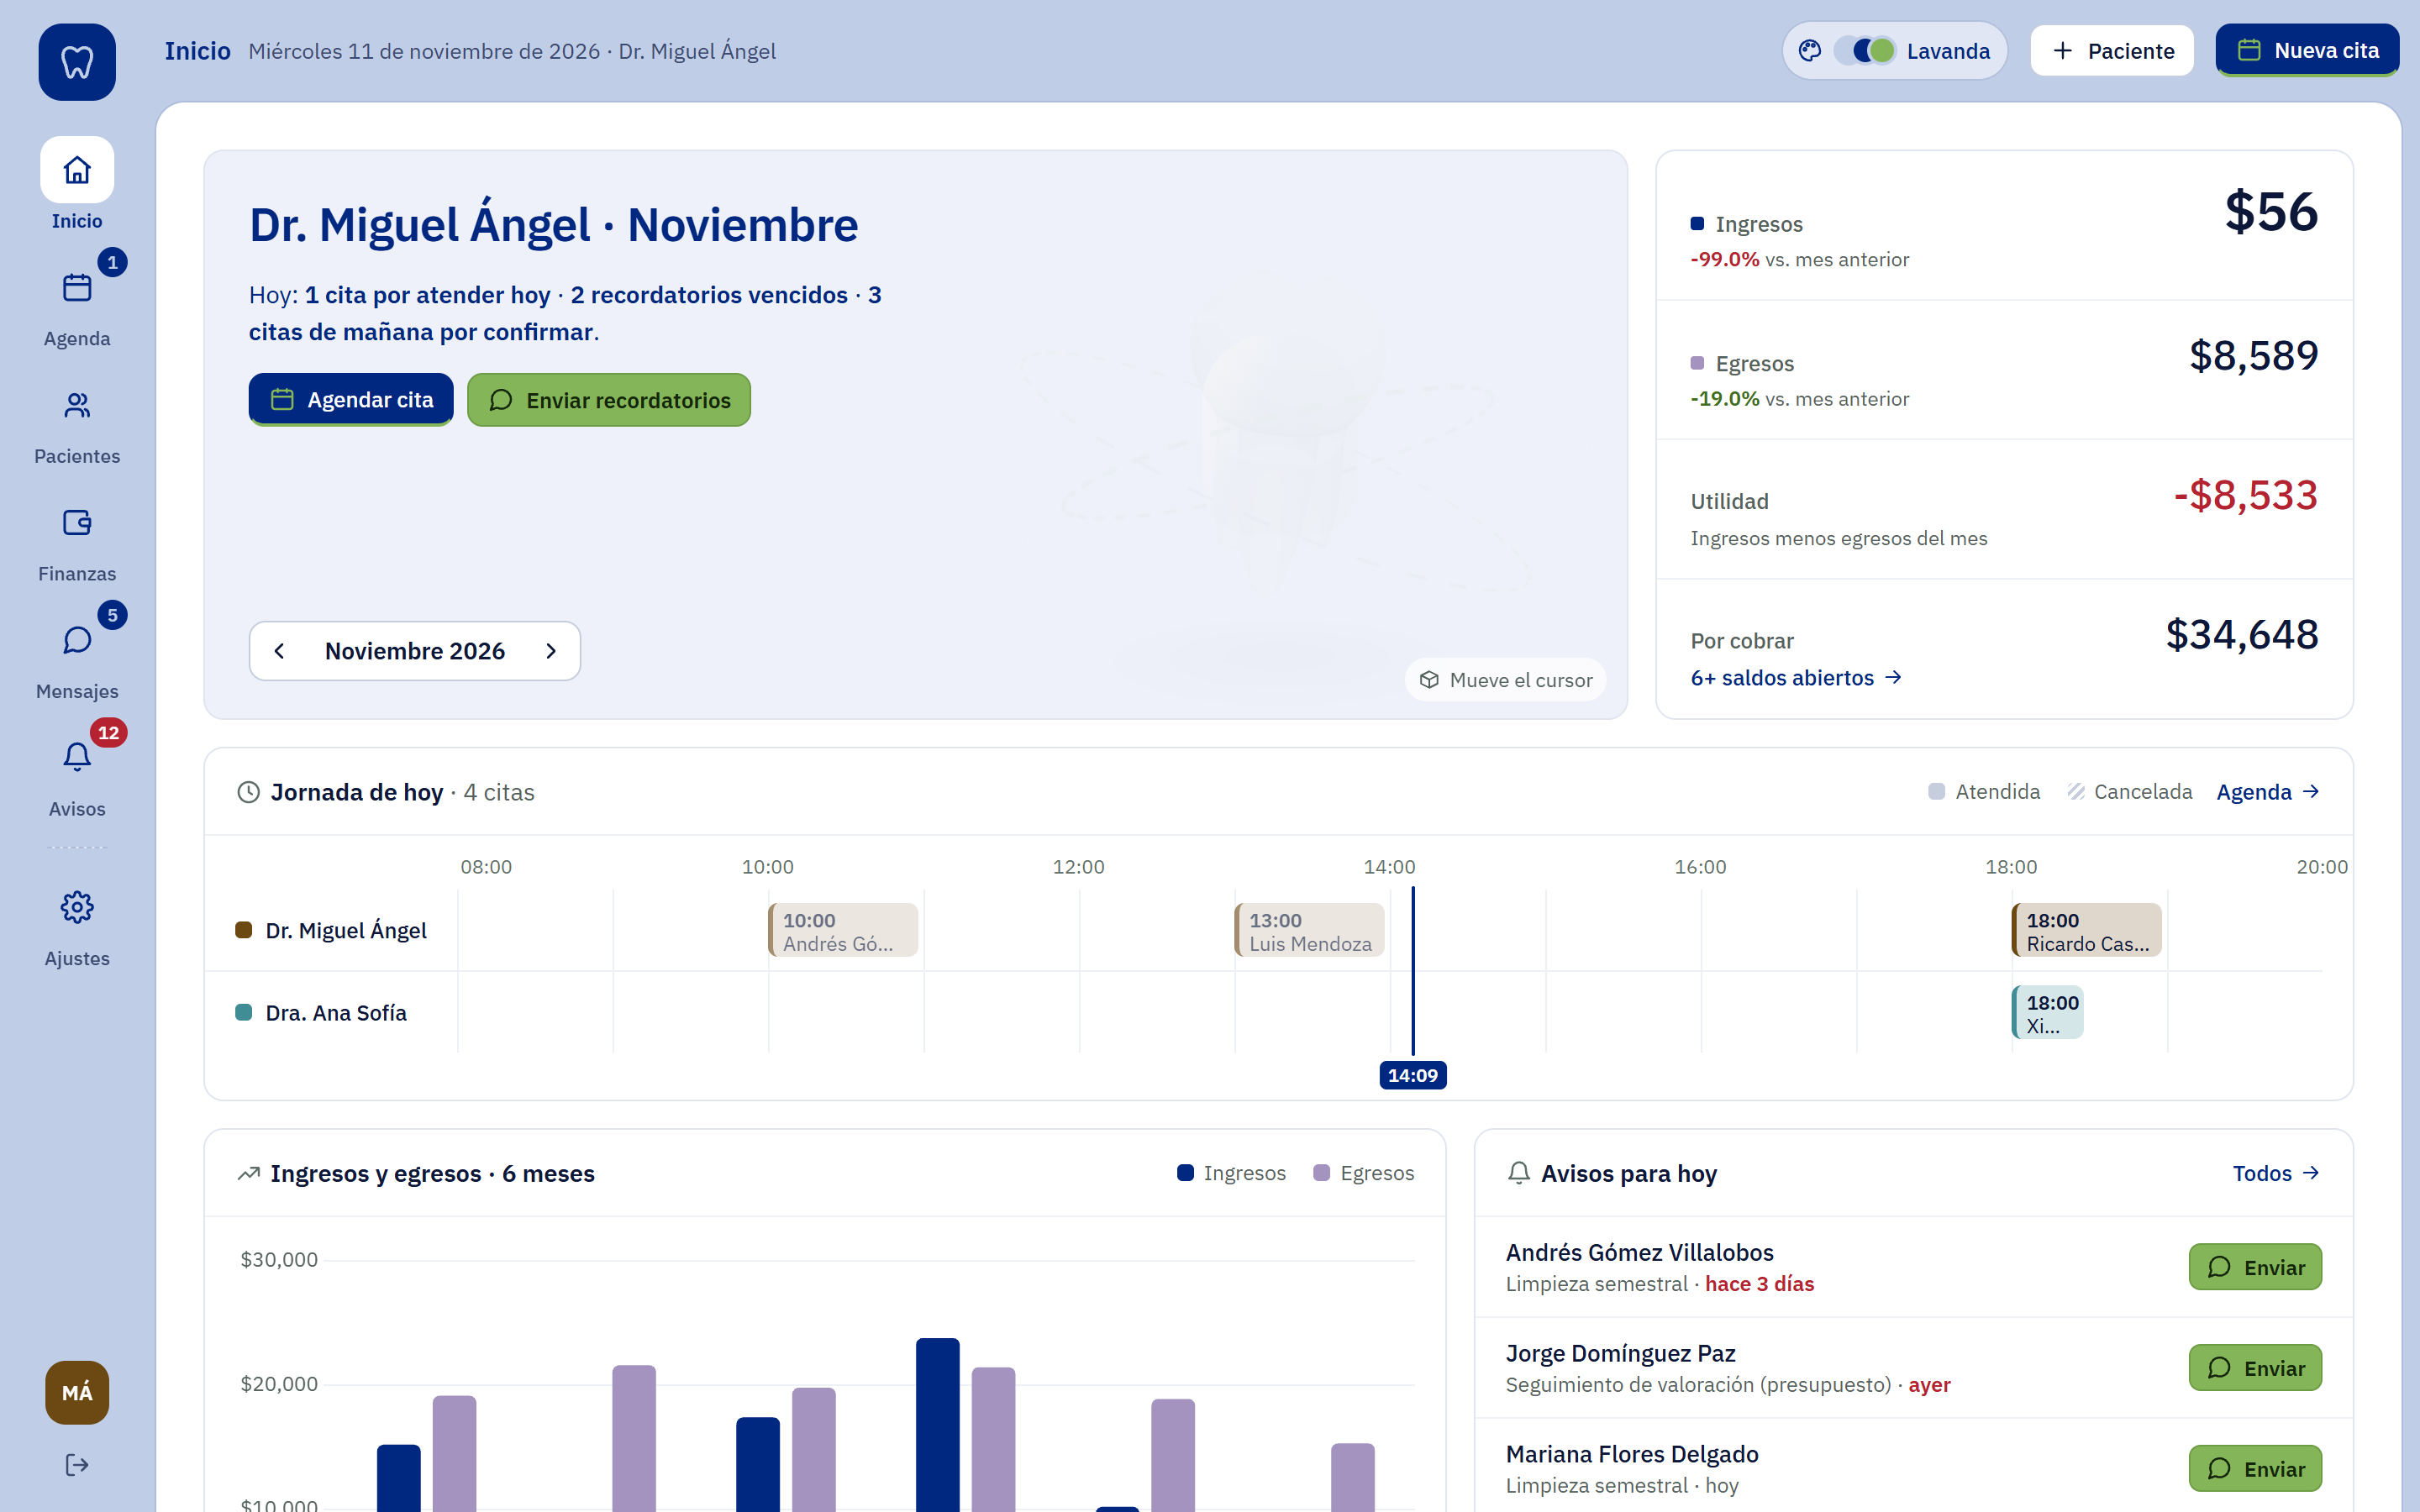 Inicio
Miércoles 11 de noviembre de 2026 · Dr. Miguel Ángel
Lavanda
Paciente
Nueva cita
Inicio
1
Agenda
Pacientes
Finanzas
5
Mensajes
12
Avisos
Ajustes
MÁ
Dr. Miguel Ángel · Noviembre
Hoy: 1 cita por atender hoy · 2 recordatorios vencidos · 3
citas de mañana por confirmar.
Agendar cita
Enviar recordatorios
Noviembre 2026
Mueve el cursor
Ingresos
$56
-99.0% vs. mes anterior
Egresos
$8,589
-19.0% vs. mes anterior
Utilidad
-$8,533
Ingresos menos egresos del mes
Por cobrar
$34,648
6+ saldos abiertos
Jornada de hoy · 4 citas
Atendida
Cancelada
Agenda
08:00
10:00
12:00
14:00
16:00
18:00
20:00
Dr. Miguel Ángel
10:00
Andrés Gó...
13:00
Luis Mendoza
18:00
Ricardo Cas...
Dra. Ana Sofía
18:00
Xi...
14:09
Ingresos y egresos · 6 meses
Ingresos
Egresos
$30,000
$20,000
$10,000
Avisos para hoy
Todos
Andrés Gómez Villalobos
Limpieza semestral · hace 3 días
Enviar
Jorge Domínguez Paz
Seguimiento de valoración (presupuesto) · ayer
Enviar
Mariana Flores Delgado
Limpieza semestral · hoy
Enviar